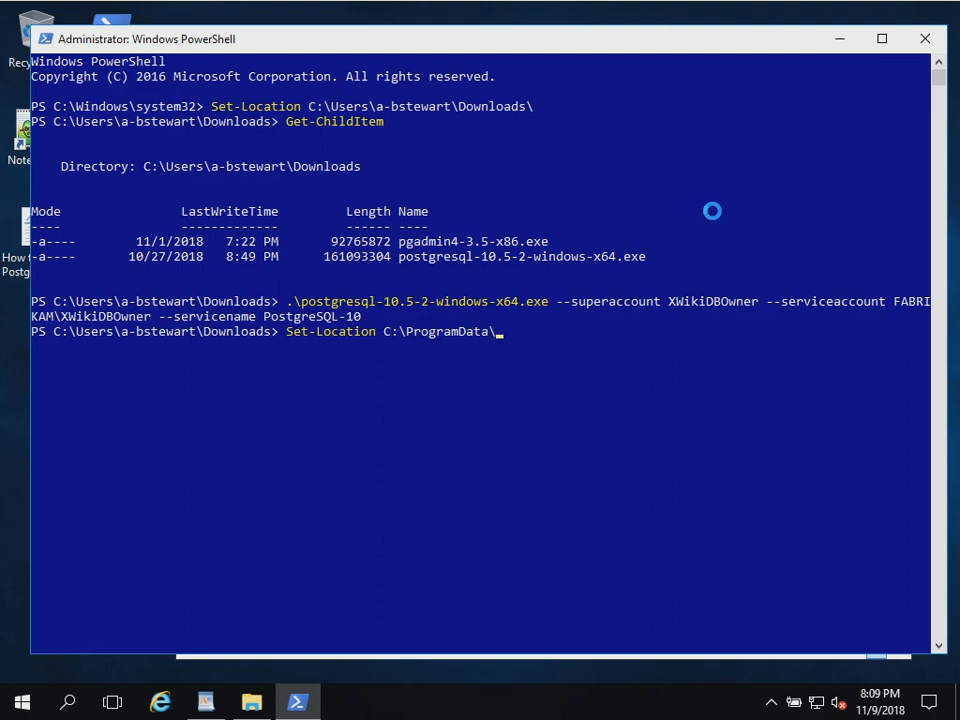 Administrator: Windows PowerShell
Recy
Windows PowerShell
Copyright (C) 2016 Microsoft Corporation. All rights reserved.
PS C:\Windows\system32> Set-Location C:\Users\a-bstewart\Downloads\
PS C:\Users\a-bstewart\Downloads> Get-ChildItem
Note
Directory: C:\Users\a-bstewart\Downloads
Mode LastWriteTime Length Name
---- ------------- ------ ----
-a---- 11/1/2018 7:22 PM 92765872 pgadmin4-3.5-x86.exe
-a---- 10/27/2018 8:49 PM 161093304 postgresql-10.5-2-windows-x64.exe
How t
Postg
PS C:\Users\a-bstewart\Downloads> .\postgresql-10.5-2-windows-x64.exe --superaccount XWikiDBOwner --serviceaccount FABRI
KAM\XWikiDBOwner --servicename PostgreSQL-10
PS C:\Users\a-bstewart\Downloads> Set-Location C:\ProgramData\_
8:09 PM
11/9/2018